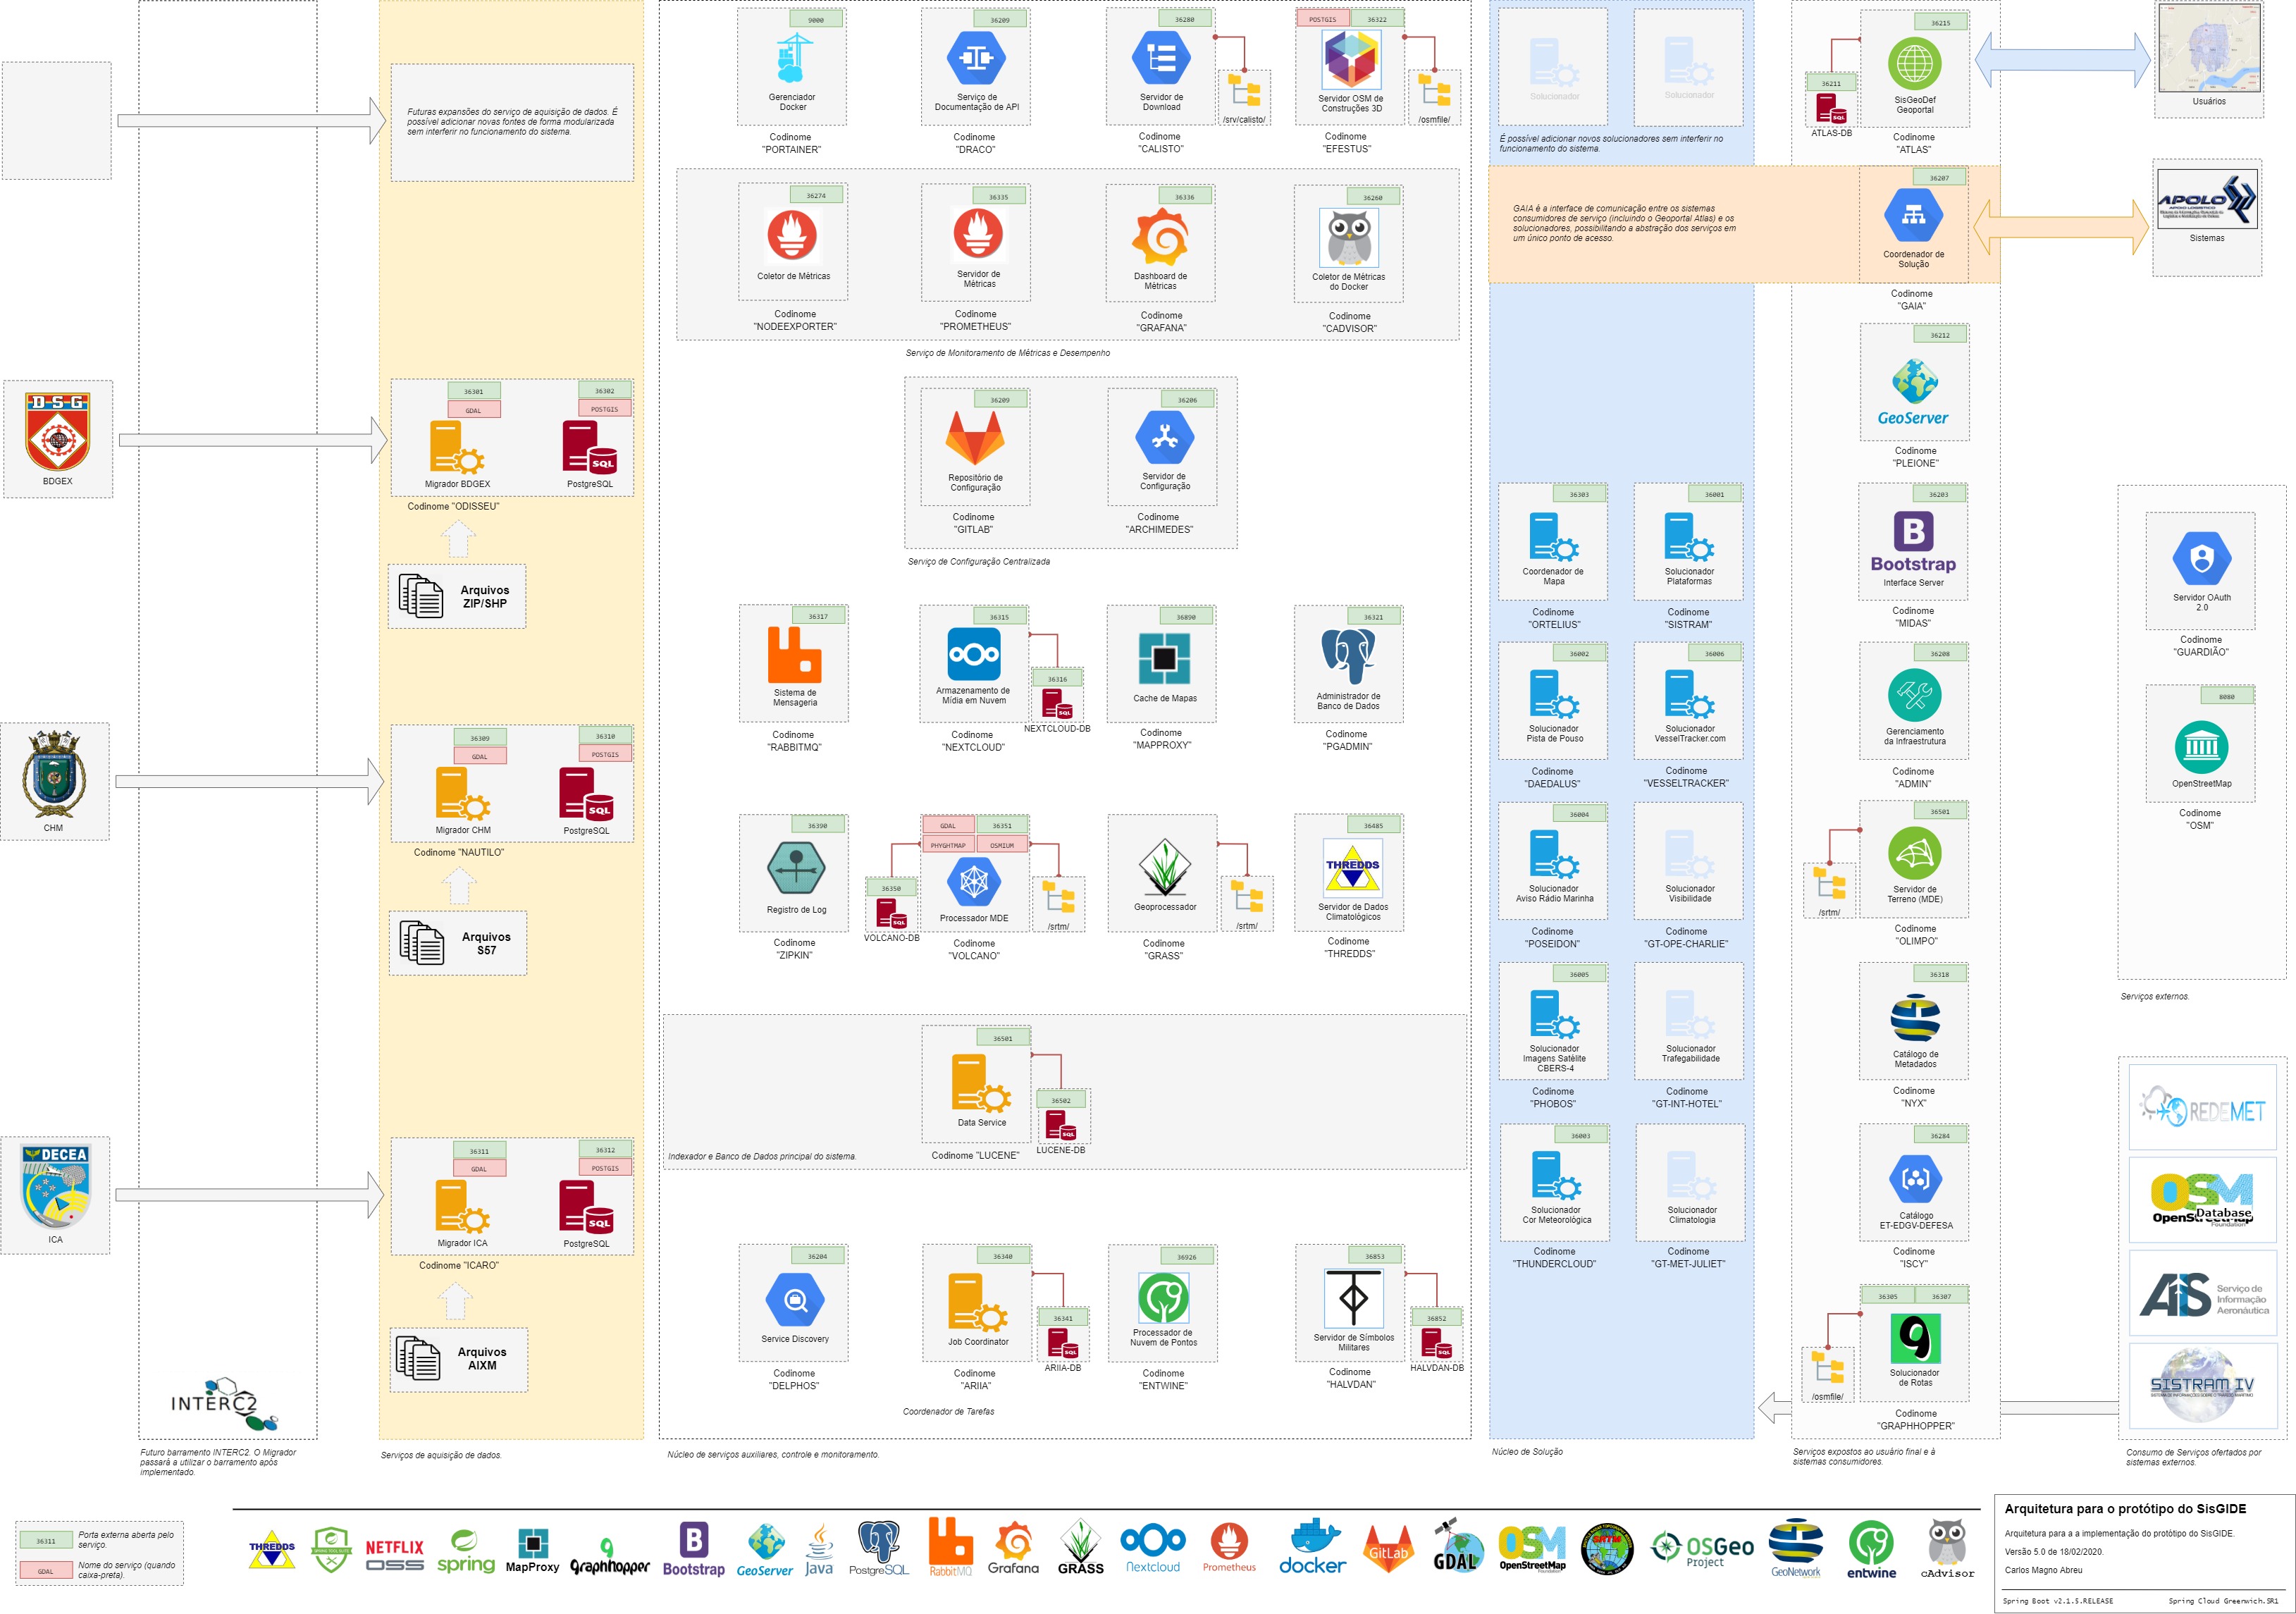 Futuras expansões do serviço de aquisição de dados. É
possível adicionar novas fontes de forma modularizada
sem interferir no funcionamento do sistema.
BDGEX
CHM
ICA
DSG
DECEA
INTERC2
Futuro barramento INTERC2. O Migrador
passará a utilizar o barramento após
implementado.
36301
GDAL
36302
POSTGIS
Migrador BDGEX
PostgreSQL
SQL
Codinome "ODISSEU"
Arquivos
ZIP/SHP
36309
GDAL
36310
POSTGIS
Migrador CHM
PostgreSQL
SQL
Codinome "NAUTILO"
Arquivos
S57
36311
GDAL
36312
POSTGIS
Migrador ICA
PostgreSQL
SQL
Codinome "ICARO"
Arquivos
AIXM
Serviços de aquisição de dados.
9000
Gerenciador
Docker
Codinome
"PORTAINER"
36209
Serviço de
Documentação de API
Codinome
"DRACO"
36280
Servidor de
Download
/srv/calisto/
Codinome
"CALISTO"
POSTGIS
36322
Servidor OSM de
Construções 3D
/osmfile/
Codinome
"EFESTUS"
36274
Coletor de Métricas
Codinome
"NODEEXPORTER"
36335
Servidor de
Métricas
Codinome
"PROMETHEUS"
36336
Dashboard de
Métricas
Codinome
"GRAFANA"
36260
Coletor de Métricas
do Docker
Codinome
"CADVISOR"
Serviço de Monitoramento de Métricas e Desempenho
36209
Repositório de
Configuração
Codinome
"GITLAB"
36206
Servidor de
Configuração
Codinome
"ARCHIMEDES"
Serviço de Configuração Centralizada
36317
Sistema de
Mensageria
Codinome
"RABBITMQ"
36315
Armazenamento de
Mídia em Nuvem
36316
SQL
NEXTCLOUD-DB
Codinome
"NEXTCLOUD"
36890
Cache de Mapas
Codinome
"MAPPROXY"
36321
Administrador de
Banco de Dados
Codinome
"PGADMIN"
36390
Registro de Log
Codinome
"ZIPKIN"
GDAL
36351
PHYGHTMAP
OSMIUM
Processador MDE
36350
SQL
VOLCANO-DB
/srtm/
Codinome
"VOLCANO"
Geoprocessador
/srtm/
Codinome
"GRASS"
36485
THREDDS
Servidor de Dados
Climatológicos
Codinome
"THREDDS"
36501
Data Service
36502
SQL
LUCENE-DB
Codinome "LUCENE"
Indexador e Banco de Dados principal do sistema.
36204
Service Discovery
Codinome
"DELPHOS"
36340
Job Coordinator
36341
SQL
ARIIA-DB
Codinome
"ARIIA"
Coordenador de Tarefas
36926
Processador de
Nuvem de Pontos
Codinome
"ENTWINE"
36853
Servidor de Símbolos
Militares
36852
SQL
HALVDAN-DB
Codinome
"HALVDAN"
Núcleo de serviços auxiliares, controle e monitoramento.
Solucionador
Solucionador
É possível adicionar novos solucionadores sem interferir no
funcionamento do sistema.
GAIA é a interface de comunicação entre os sistemas
consumidores de serviço (incluindo o Geoportal Atlas) e os
solucionadores, possibilitando a abstração dos serviços em
um único ponto de acesso.
36303
Coordenador de
Mapa
Codinome
"ORTELIUS"
36001
Solucionador
Plataformas
Codinome
"SISTRAM"
36002
Solucionador
Pista de Pouso
Codinome
"DAEDALUS"
36006
Solucionador
VesselTracker.com
Codinome
"VESSELTRACKER"
36004
Solucionador
Aviso Rádio Marinha
Codinome
"POSEIDON"
Solucionador
Visibilidade
Codinome
"GT-OPE-CHARLIE"
36005
Solucionador
Imagens Satélite
CBERS-4
Codinome
"PHOBOS"
Solucionador
Trafegabilidade
Codinome
"GT-INT-HOTEL"
36003
Solucionador
Cor Meteorológica
Codinome
"THUNDERCLOUD"
Solucionador
Climatologia
Codinome
"GT-MET-JULIET"
Núcleo de Solução
36215
SisGeoDef
Geoportal
36211
SQL
ATLAS-DB
Codinome
"ATLAS"
36207
Coordenador de
Solução
Codinome
"GAIA"
36212
GeoServer
Codinome
"PLEIONE"
36203
B
Bootstrap
Interface Server
Codinome
"MIDAS"
36208
Gerenciamento
da Infraestrutura
Codinome
"ADMIN"
36501
Servidor de
Terreno (MDE)
/srtm/
Codinome
"OLIMPO"
36318
Catálogo de
Metadados
Codinome
"NYX"
36284
Catálogo
ET-EDGV-DEFESA
Codinome
"ISCY"
36305
36307
Solucionador
de Rotas
/osmfile/
Codinome
"GRAPHHOPPER"
Serviços expostos ao usuário final e à
sistemas consumidores.
Usuários
APOLO
Sistemas
Servidor OAuth
2.0
Codinome
"GUARDIÃO"
8080
OpenStreetMap
Codinome
"OSM"
Serviços externos.
REDEMET
OSM
Database
OpenStreetMap
Foundation
AIS
Serviço de
Informação
Aeronáutica
SISTRAM IV
Consumo de Serviços ofertados por
sistemas externos.
36311
Porta externa aberta pelo
serviço.
GDAL
Nome do serviço (quando
caixa-preta).
THREDDS
NETFLIX
OSS
spring
MapProxy
Graphhopper
B
Bootstrap
GeoServer
Java
PostgreSQL
RabbitMQ
Grafana
GRASS
Nextcloud
Prometheus
docker
GitLab
GDAL
OSM
OpenStreetMap
Foundation
OSGeo
Project
GeoNetwork
entwine
cAdvisor
Arquitetura para o protótipo do SisGIDE
Arquitetura para a a implementação do protótipo do SisGIDE.
Versão 5.0 de 18/02/2020.
Carlos Magno Abreu
Spring Boot v2.1.5.RELEASE
Spring Cloud Greenwich.SR1